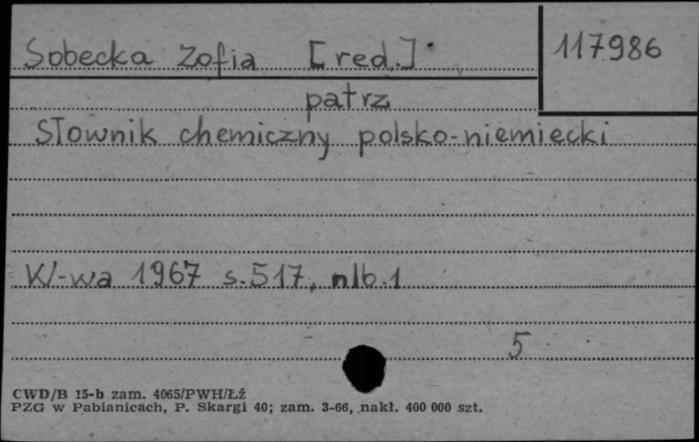 Sobecka Zofia [red.]
117986
patrz
Słownik chemiczny polsko-niemiecki
W-wa 1967 s.517, nlb.1
5
CWD/B 15-b zam. 4065/PWH/Łź
PZG w Pabianicach, P. Skargi 40; zam. 3-66, nakł. 400 000 szt.